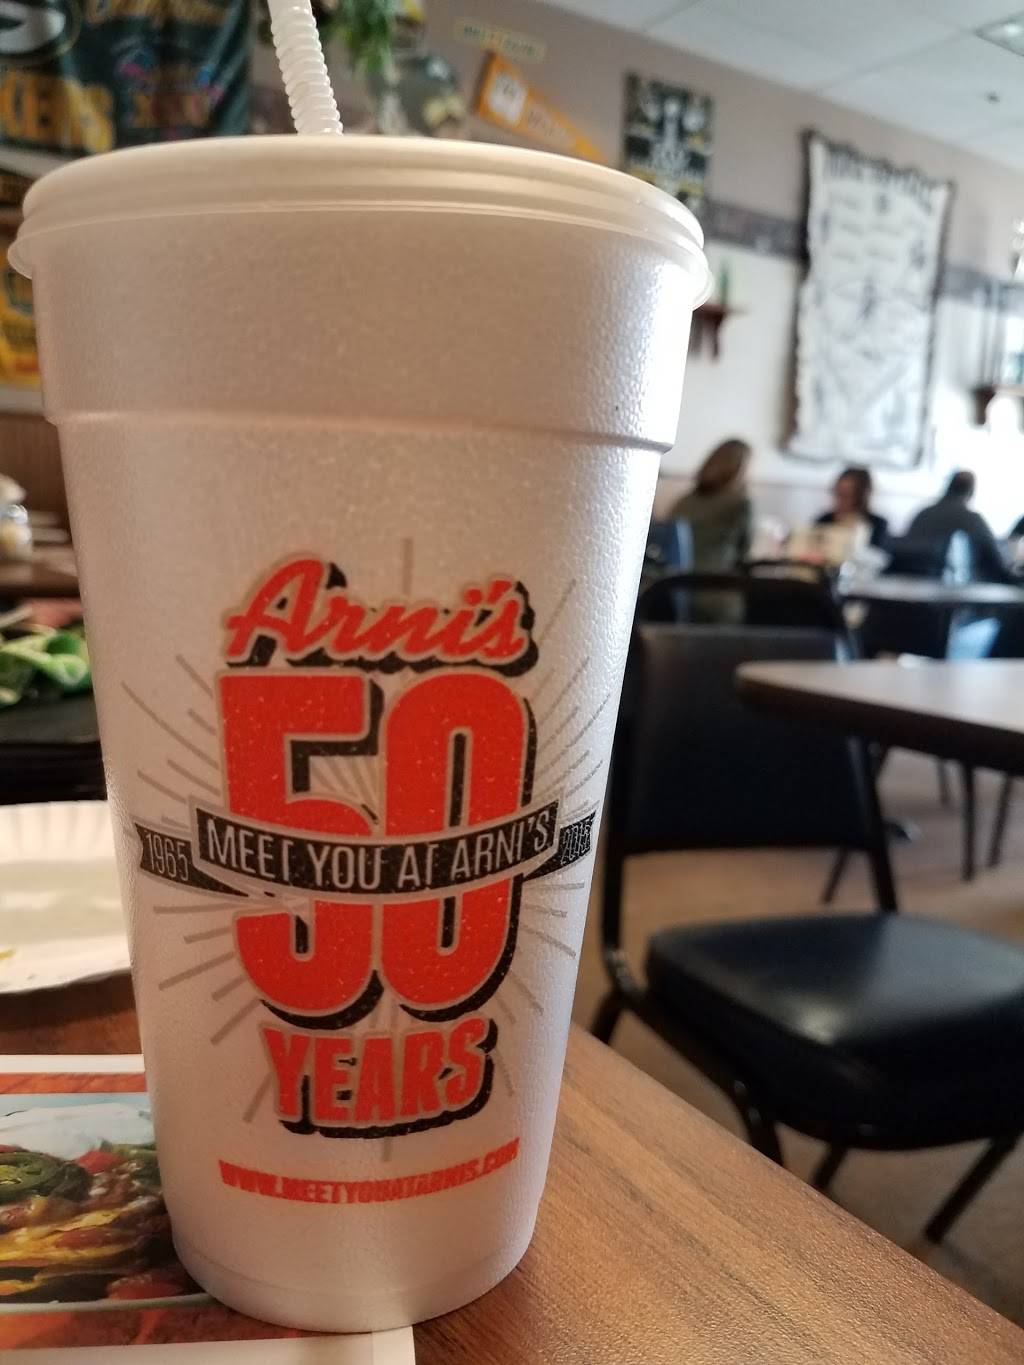 Arni's
50
1965 MEET YOU AT ARNI'S 2015
YEARS
WWW.MEETYOUATARNIS.COM